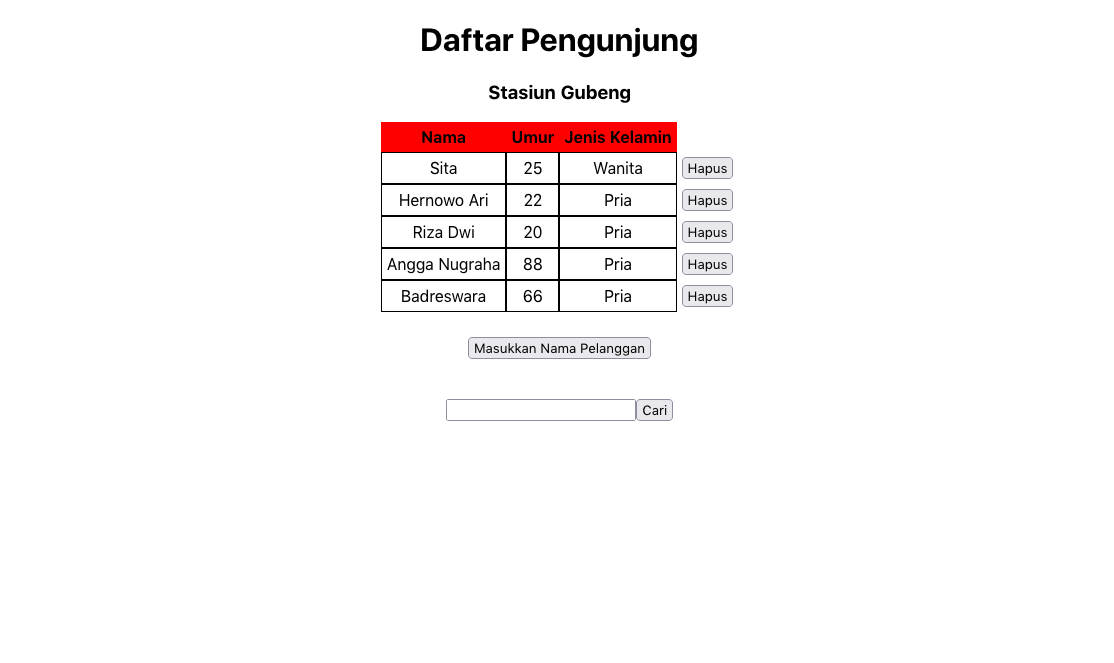 Daftar Pengunjung
Stasiun Gubeng
Nama Umur Jenis Kelamin
Sita 25 Wanita Hapus
Hernowo Ari 22 Pria Hapus
Riza Dwi 20 Pria Hapus
Angga Nugraha 88 Pria Hapus
Badreswara 66 Pria Hapus
Masukkan Nama Pelanggan
Cari